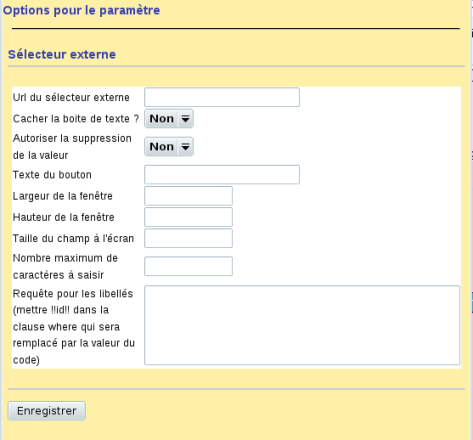 Options pour le paramètre
Sélecteur externe
Url du sélecteur externe
Cacher la boite de texte ? Non
Autoriser la suppression
de la valeur Non
Texte du bouton
Largeur de la fenêtre
Hauteur de la fenêtre
Taille du champ à l'écran
Nombre maximum de
caractères à saisir
Requête pour les libellés
(mettre !!id!! dans la
clause where qui sera
remplacé par la valeur du
code)
Enregistrer